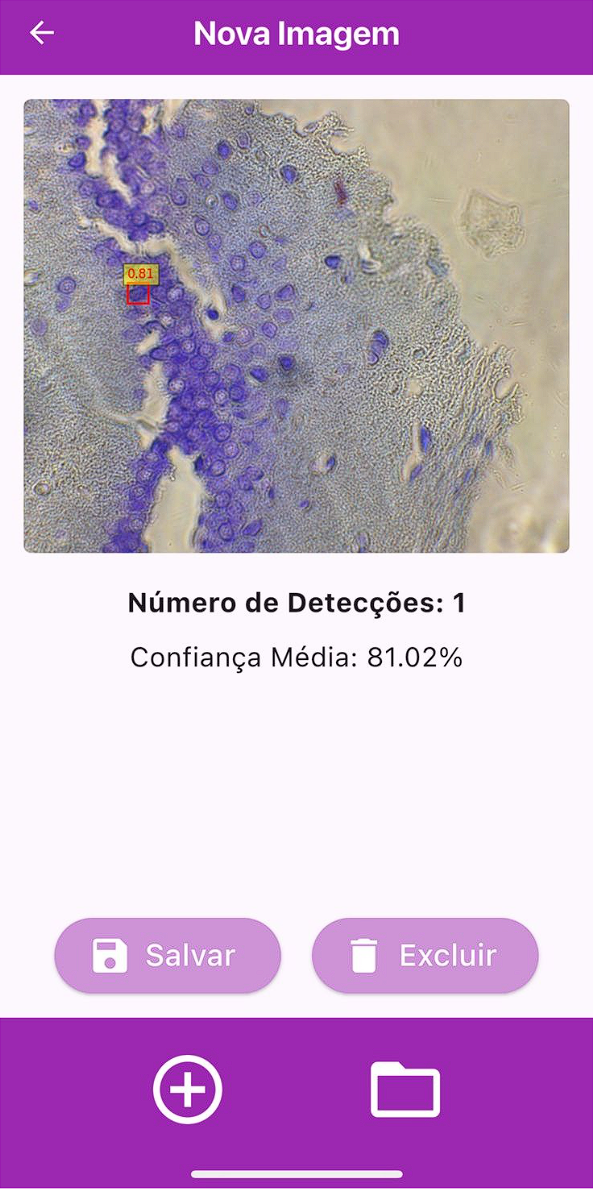 Nova Imagem
0.81
Número de Detecções: 1
Confiança Média: 81.02%
Salvar
Excluir